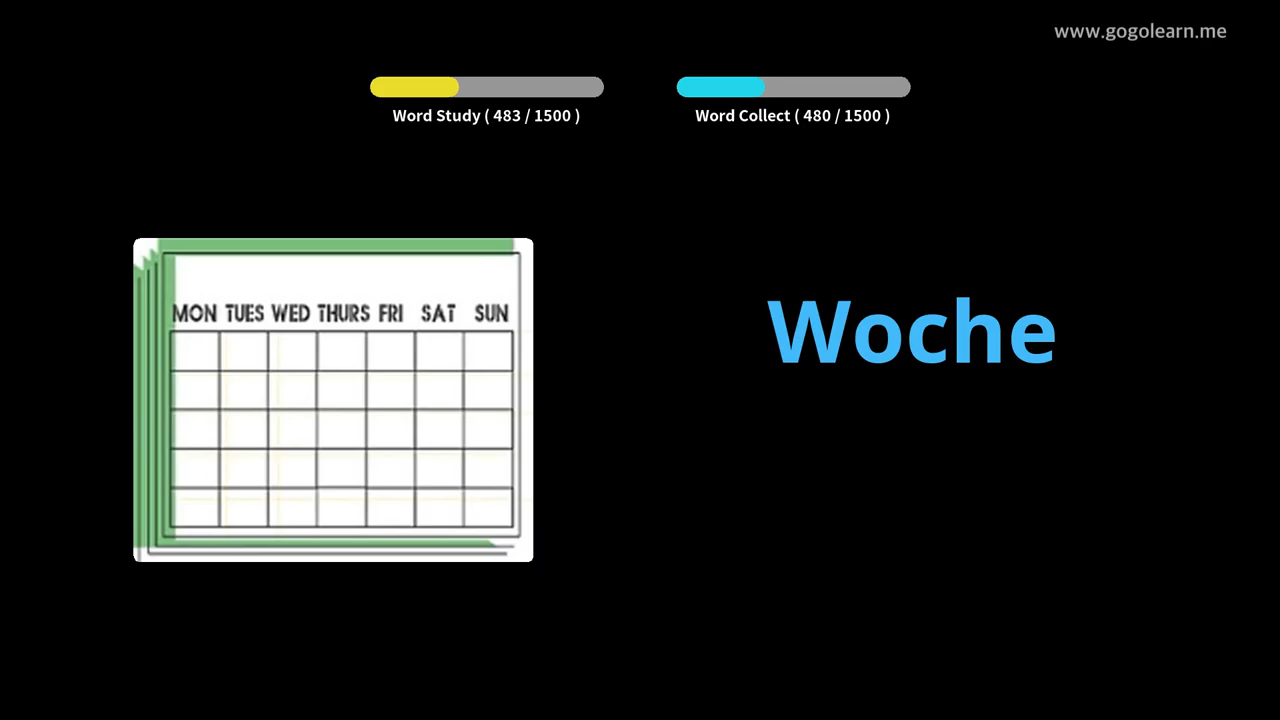 www.gogolearn.me
Word Study ( 483 / 1500 )
Word Collect ( 480 / 1500 )
MON TUES WED THURS FRI SAT SUN
Woche